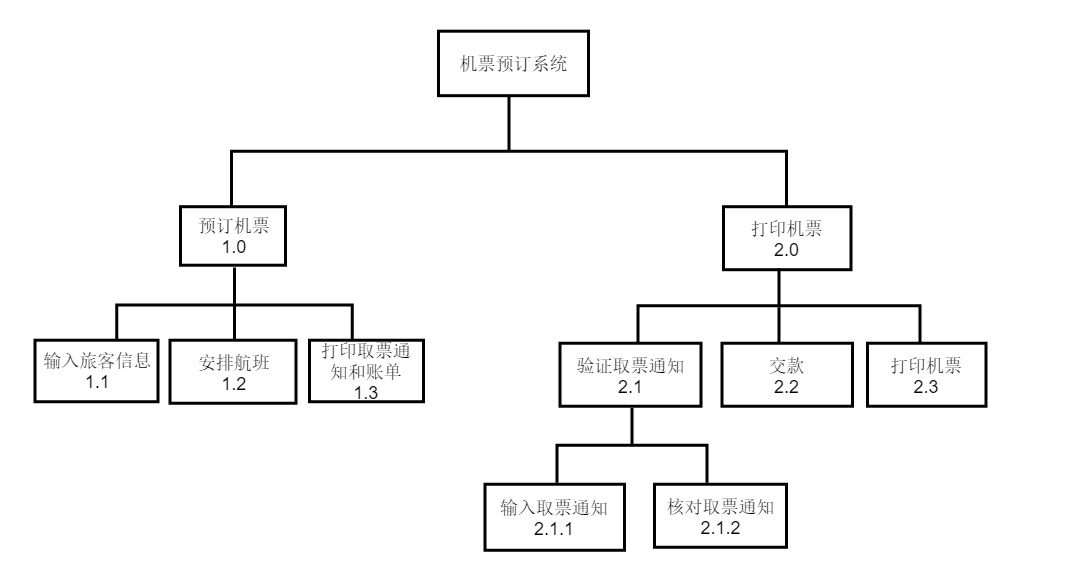 机票预订系统
预订机票
1.0
打印机票
2.0
输入旅客信息
1.1
安排航班
1.2
打印取票通
知和账单
1.3
验证取票通知
2.1
交款
2.2
打印机票
2.3
输入取票通知
2.1.1
核对取票通知
2.1.2